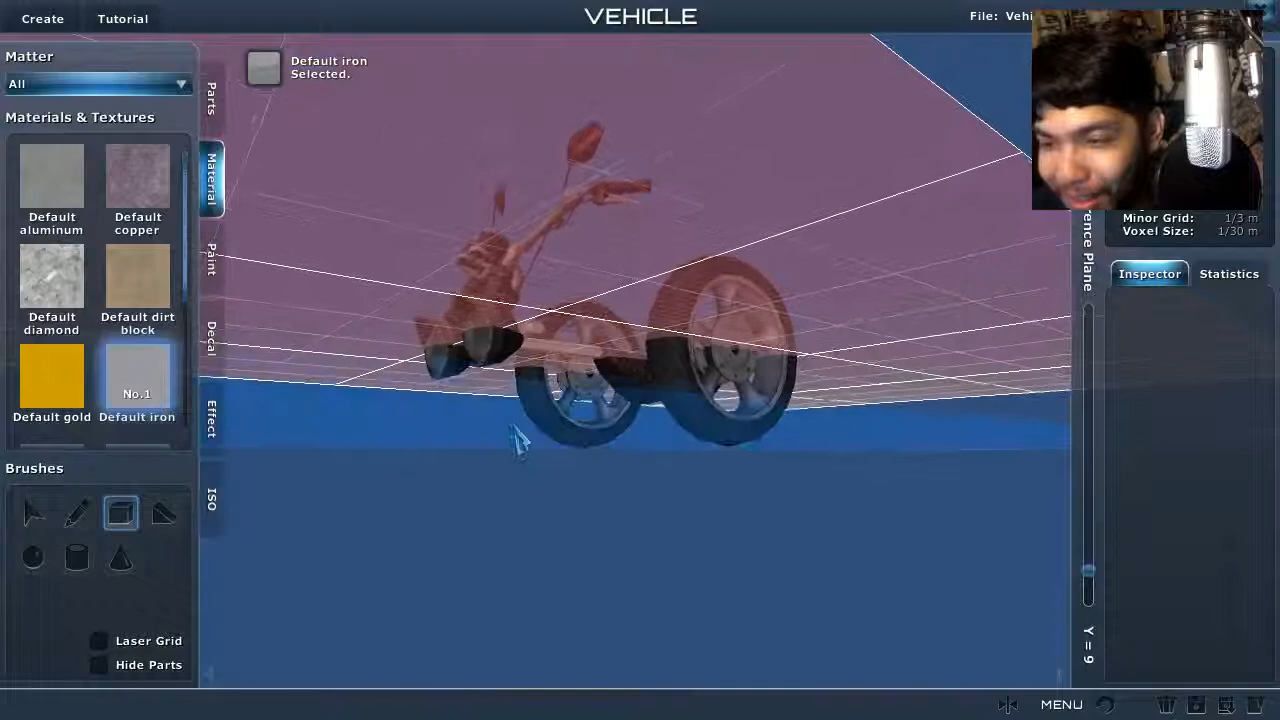 Create
Tutorial
VEHICLE
File: Vehi
Matter
All
Materials & Textures
Default aluminum
Default copper
Default diamond
Default dirt block
Default gold
No.1
Default iron
Brushes
Laser Grid
Hide Parts
Parts
Material
Paint
Decal
Effect
ISO
Default iron
Selected.
Minor Grid: 1/3 m
Voxel Size: 1/30 m
Inspector
Statistics
rence Plane
Y = 9
MENU